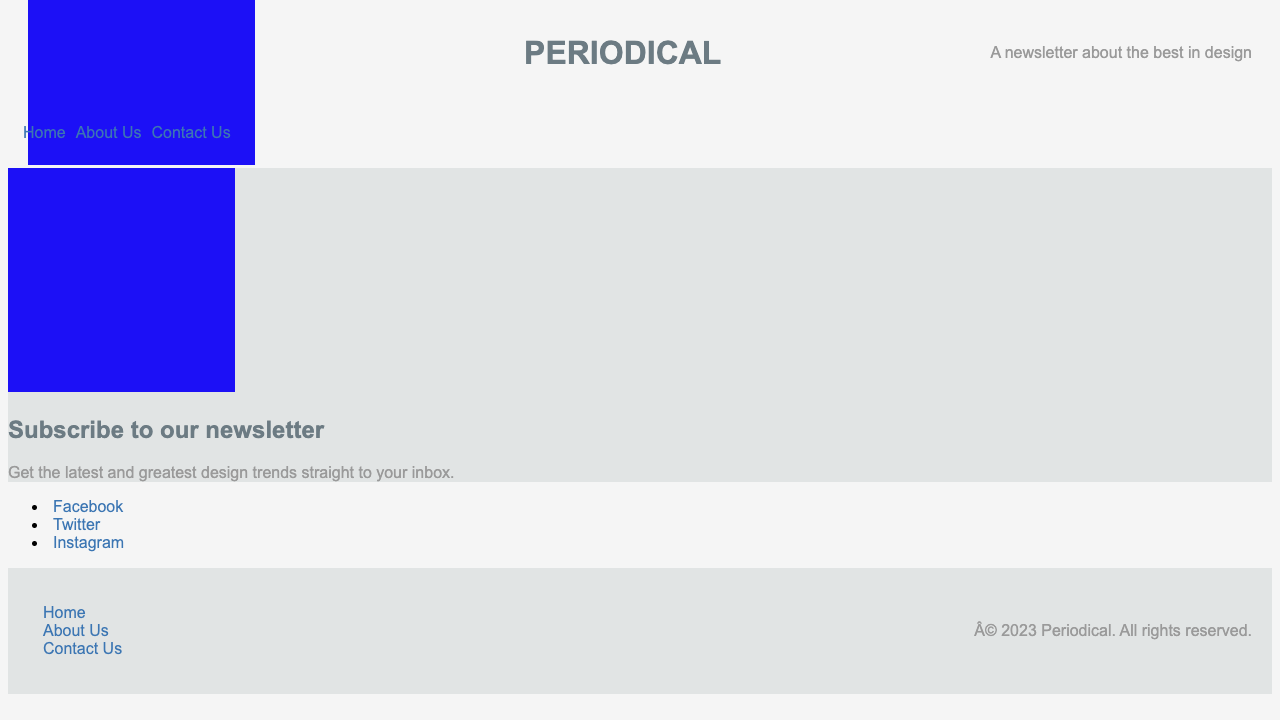 PERIODICAL
A newsletter about the best in design
Home About Us Contact Us
Subscribe to our newsletter
Get the latest and greatest design trends straight to your inbox.
Facebook
Twitter
Instagram
Home
About Us
Contact Us
Â© 2023 Periodical. All rights reserved.